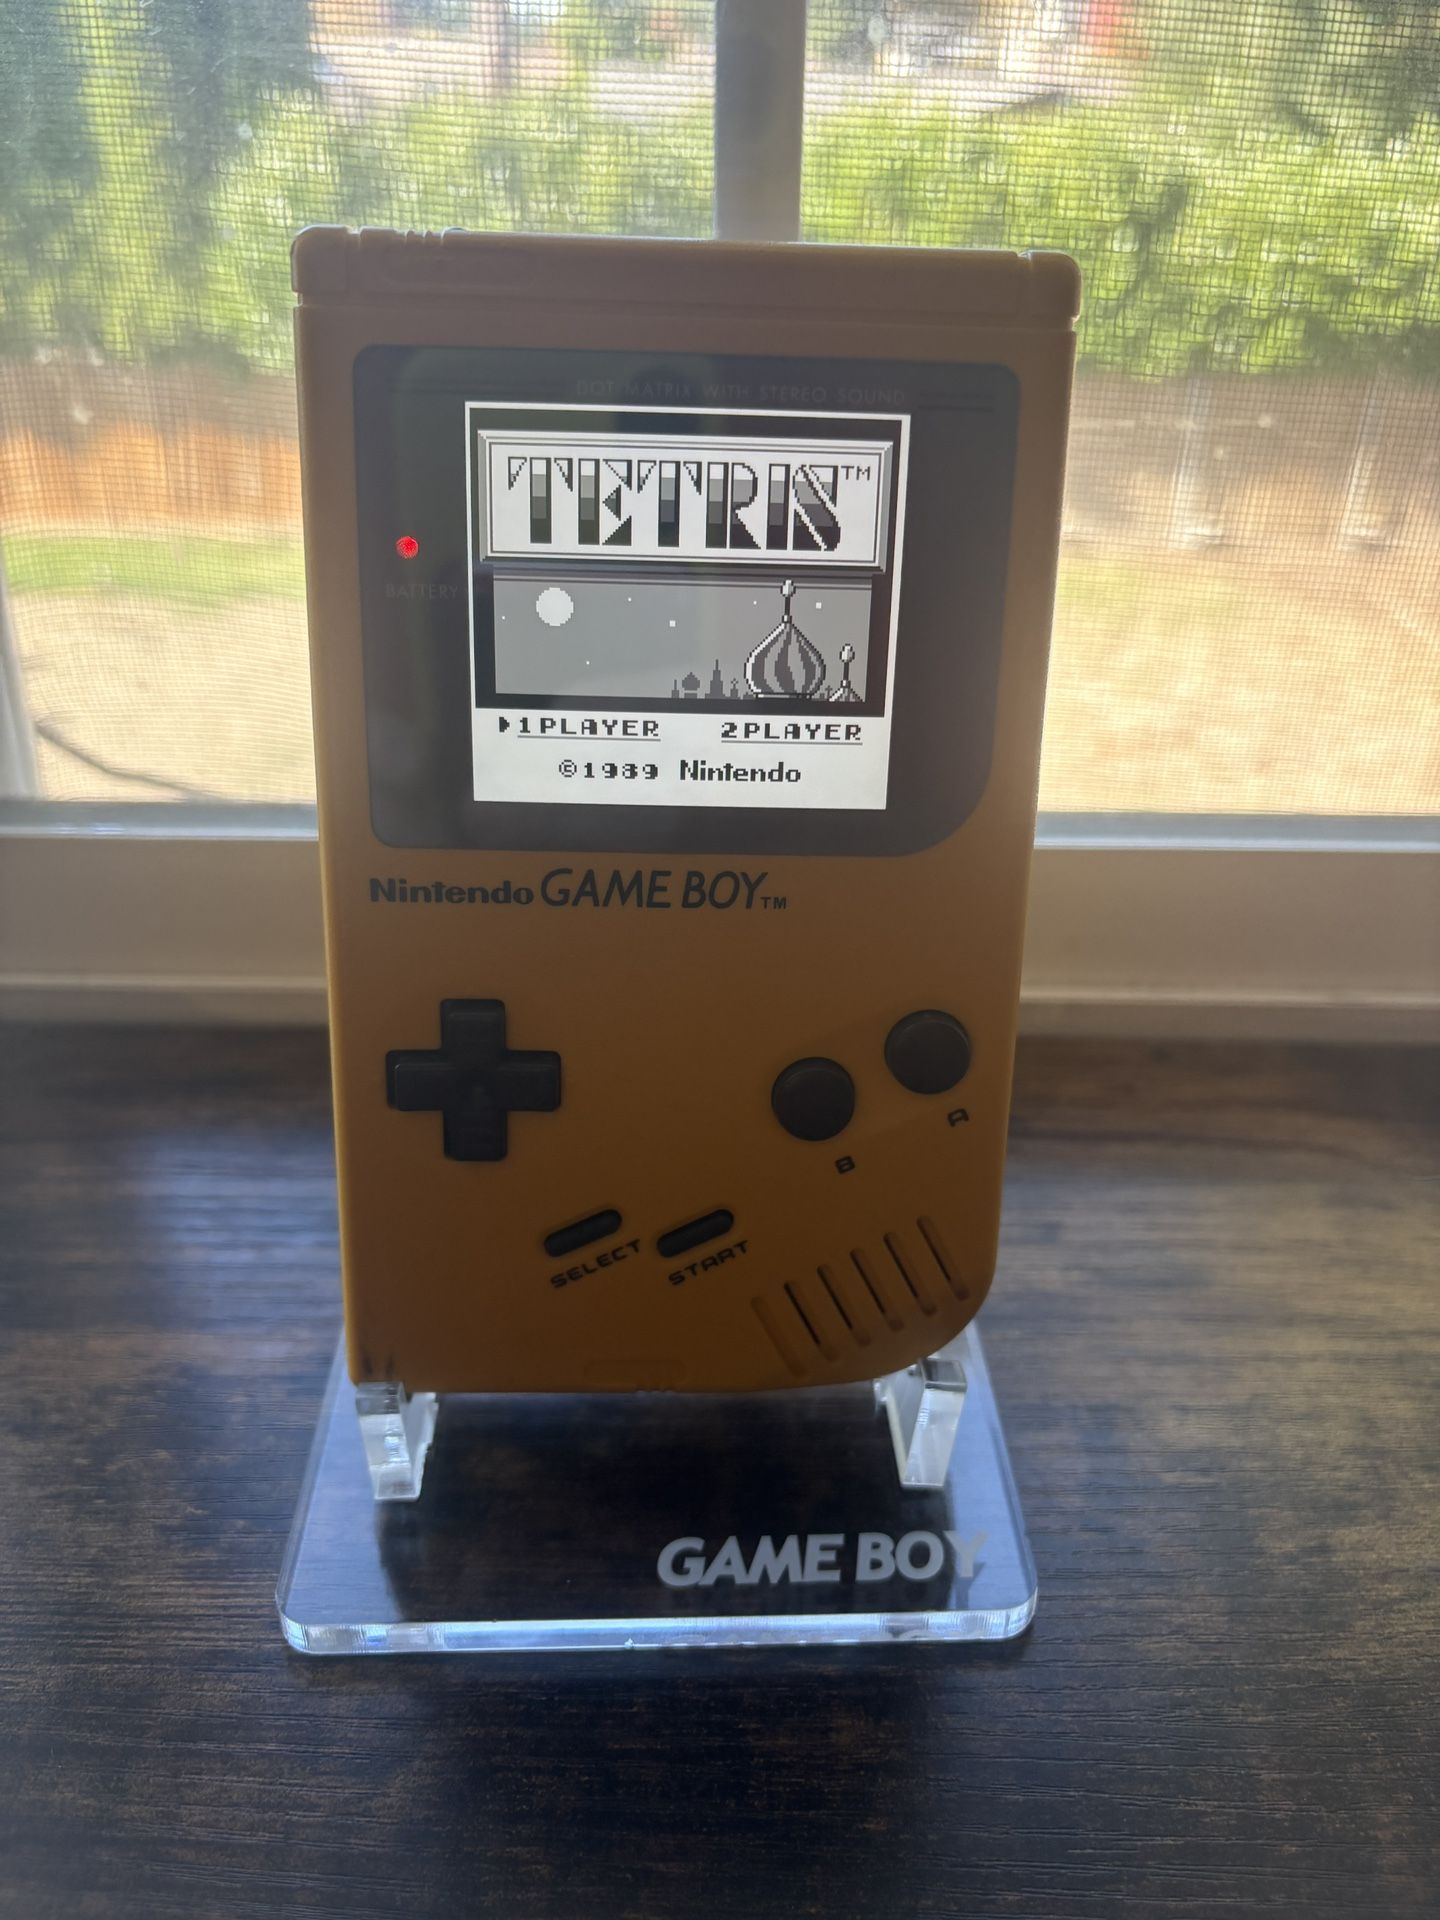 DOT MATRIX WITH STEREO SOUND
TETRIS™
BATTERY
1PLAYER 2PLAYER
©1989 Nintendo
Nintendo GAME BOY™
A
B
SELECT START
GAME BOY